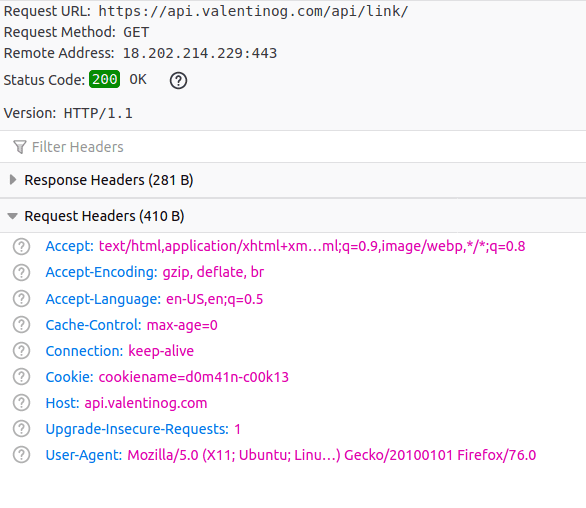 Request URL: https://api.valentinog.com/api/link/
Request Method: GET
Remote Address: 18.202.214.229:443
Status Code: 200 OK ?
Version: HTTP/1.1
Filter Headers
Response Headers (281 B)
Request Headers (410 B)
? Accept: text/html,application/xhtml+xm…ml;q=0.9,image/webp,*/*;q=0.8
? Accept-Encoding: gzip, deflate, br
? Accept-Language: en-US,en;q=0.5
? Cache-Control: max-age=0
? Connection: keep-alive
? Cookie: cookiename=d0m41n-c00k13
? Host: api.valentinog.com
? Upgrade-Insecure-Requests: 1
? User-Agent: Mozilla/5.0 (X11; Ubuntu; Linu…) Gecko/20100101 Firefox/76.0